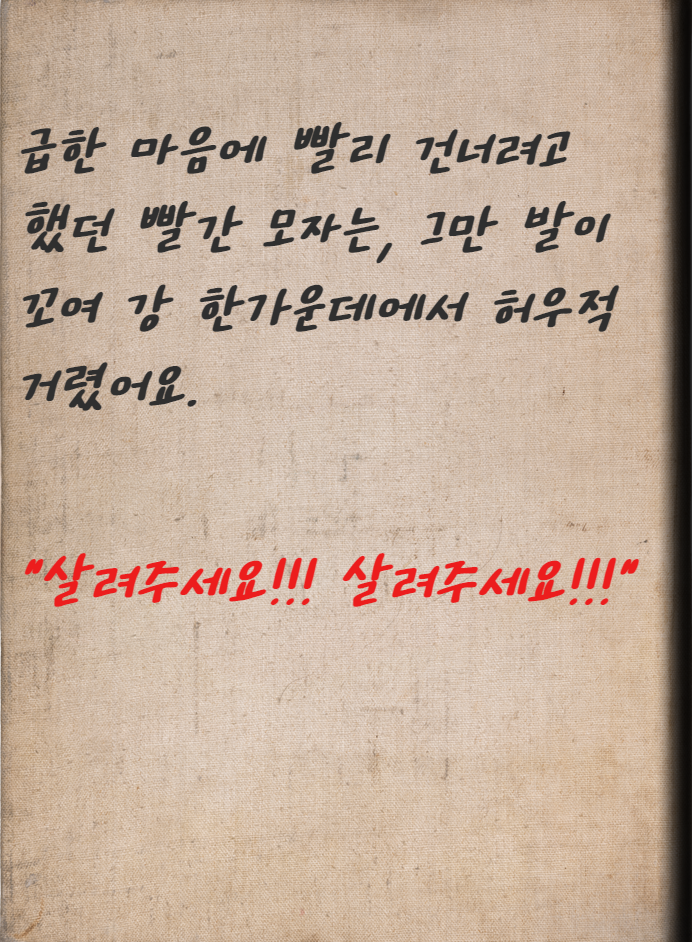 급한 마음에 빨리 건너려고
했던 빨간 모자는, 그만 발이
꼬여 강 한가운데에서 허우적
거렸어요.
"살려주세요!!! 살려주세요!!!"